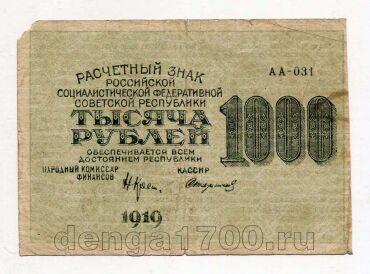 РАСЧЕТНЫЙ ЗНАК
РОССИЙСКОЙ
СОЦИАЛИСТИЧЕСКОЙ ФЕДЕРАТИВНОЙ
СОВЕТСКОЙ РЕСПУБЛИКИ
АА-031
ТЫСЯЧА
РУБЛЕЙ
1000
ОБЕСПЕЧИВАЕТСЯ ВСЕМ
ДОСТОЯНИЕМ РЕСПУБЛИКИ
НАРОДНЫЙ КОМИССАР
ФИНАНСОВ
КАССИР
1919
denga1700.ru